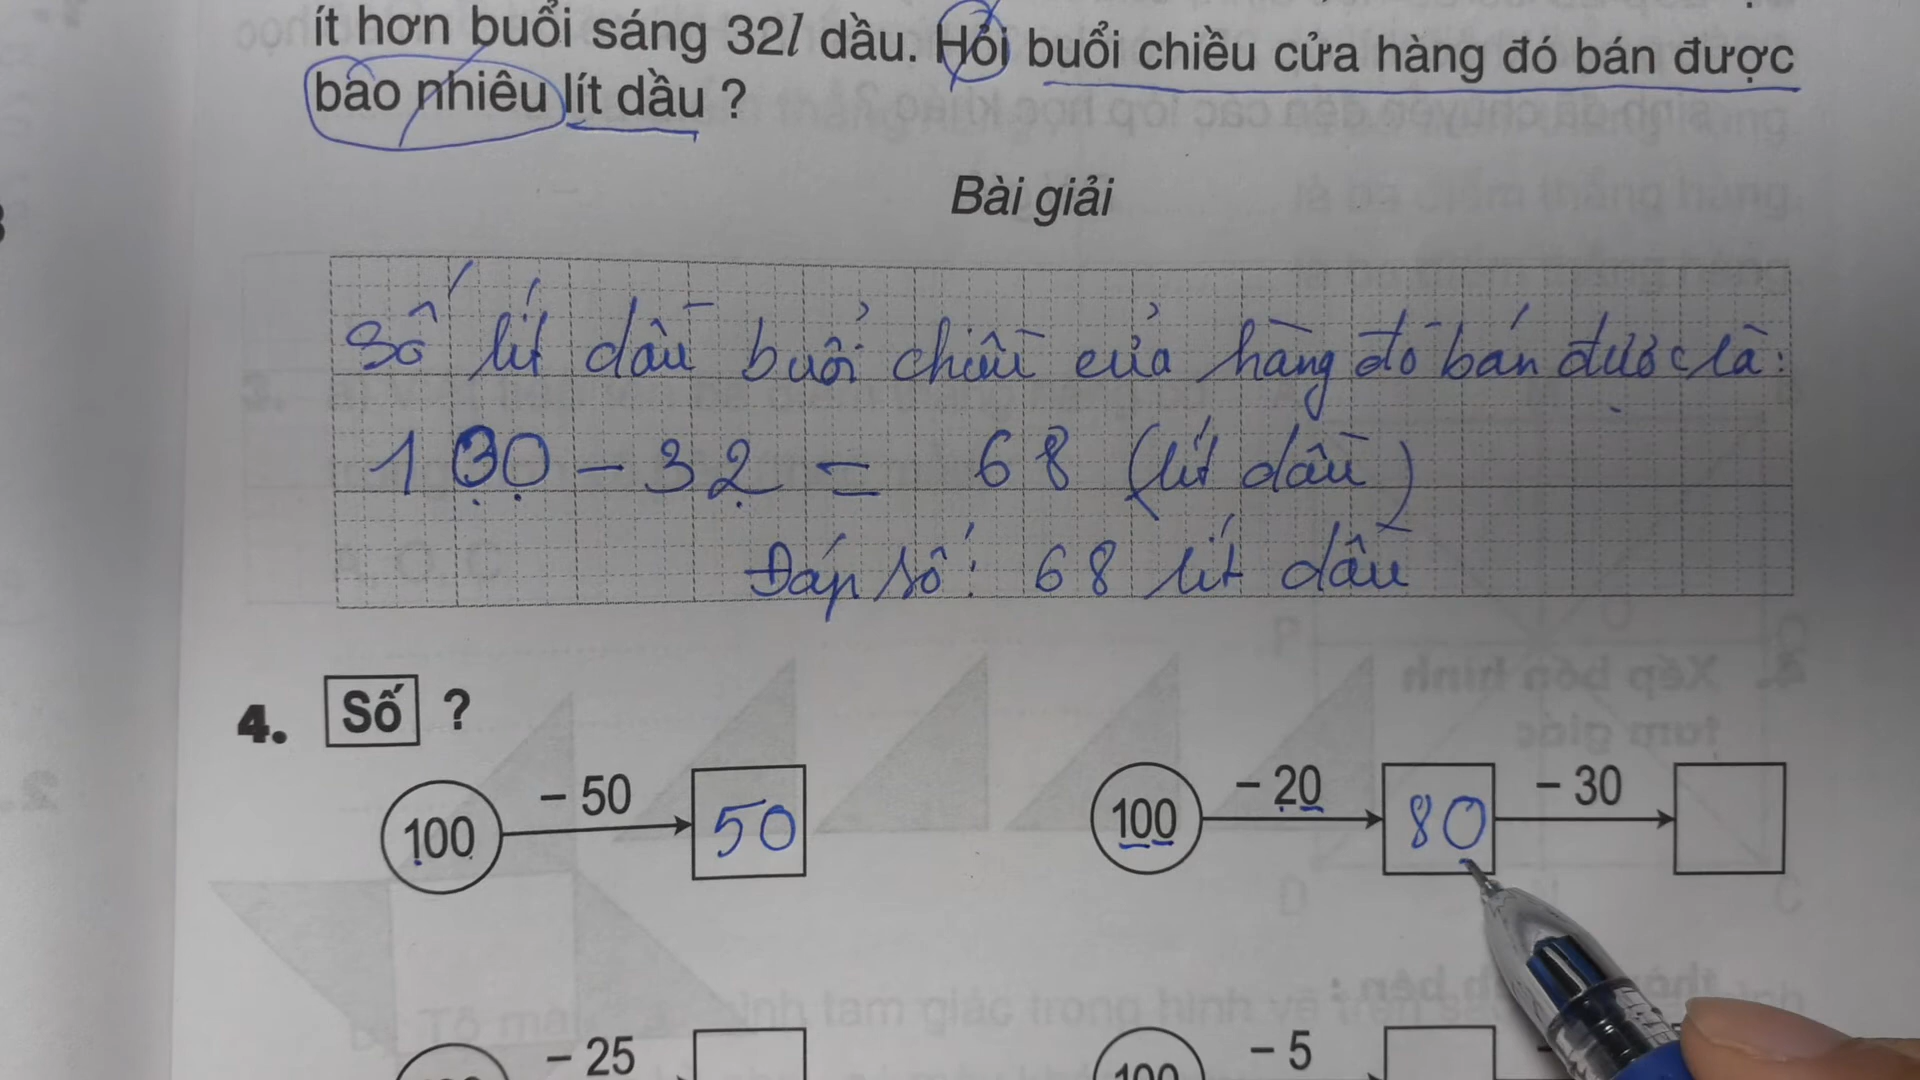 ít hơn buổi sáng 32l dầu. Hỏi buổi chiều cửa hàng đó bán được
bao nhiêu lít dầu ?
Bài giải
Số lít dầu buổi chiều cửa hàng đó bán được là:
100 - 32 = 68 (lít dầu)
Đáp số: 68 lít dầu
4. Số ?
100 – 50 50 100 – 20 80 – 30
– 25 100 – 5